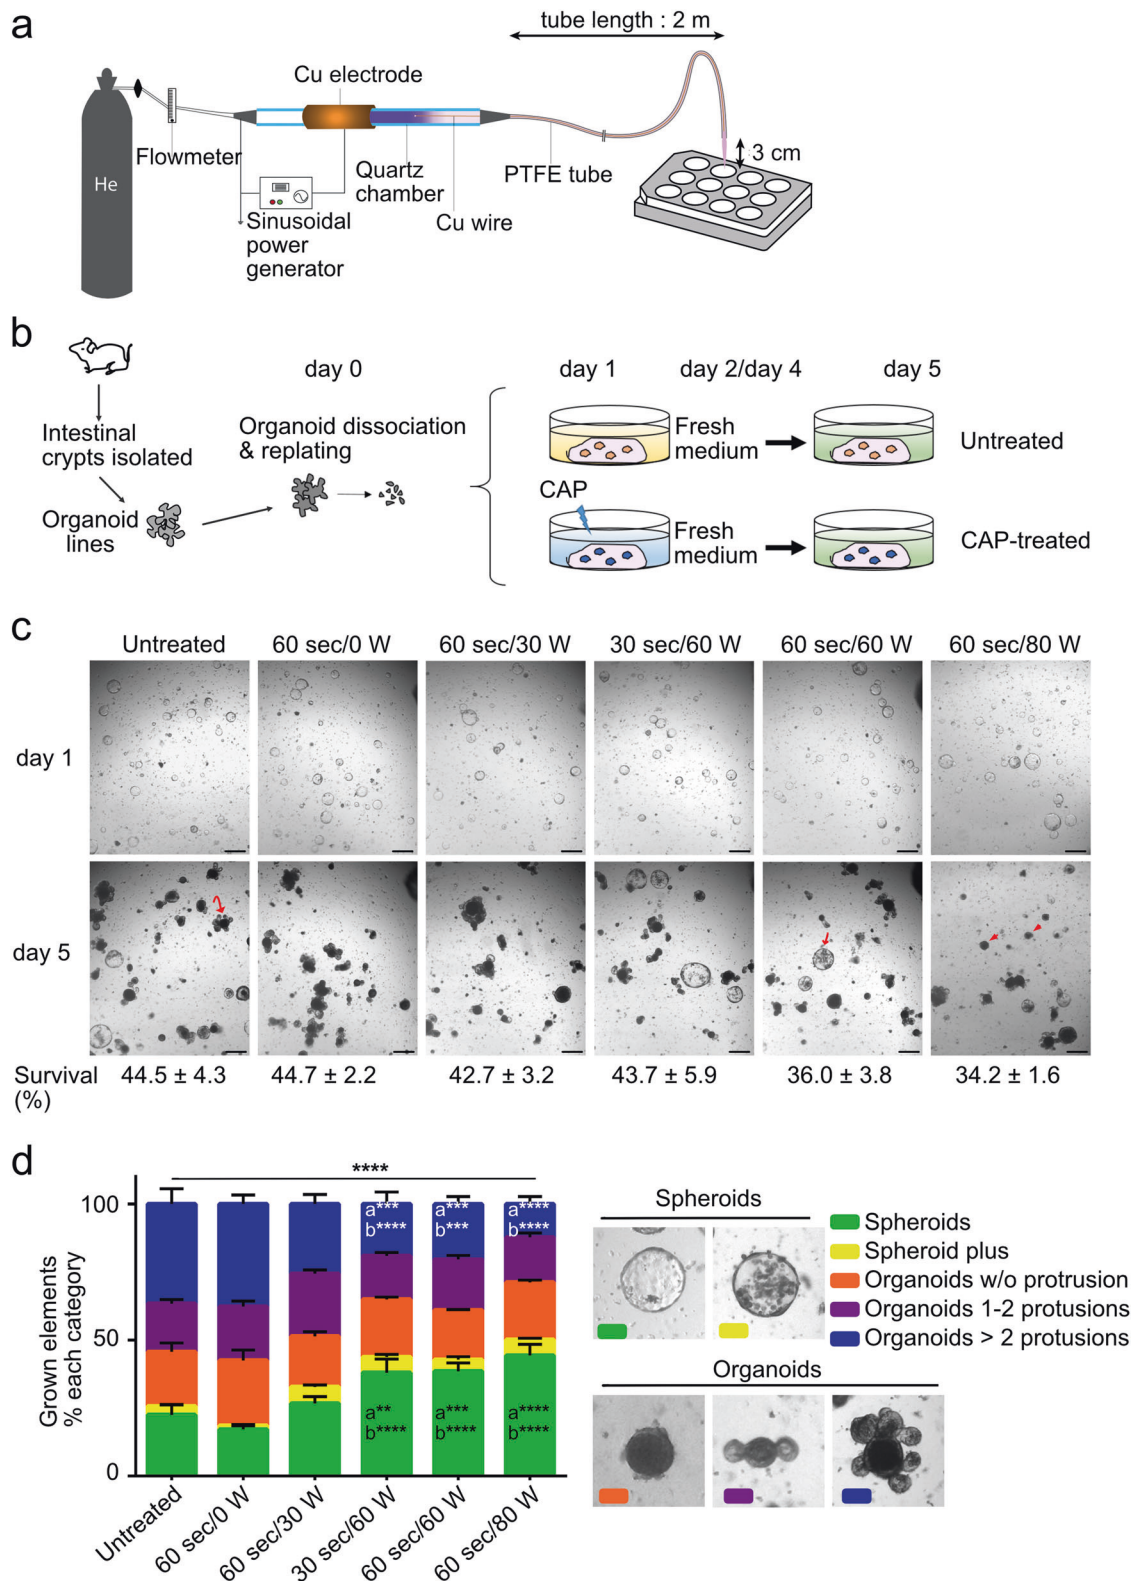 a
tube length : 2 m
Cu electrode
Flowmeter
He
Quartz
chamber
PTFE tube
3 cm
Cu wire
Sinusoidal
power
generator
b
day 0
day 1
day 2/day 4
day 5
Intestinal
crypts isolated
Organoid
lines
Organoid dissociation
& replating
Fresh
medium
Untreated
CAP
Fresh
medium
CAP-treated
c
Untreated
60 sec/0 W
60 sec/30 W
30 sec/60 W
60 sec/60 W
60 sec/80 W
day 1
day 5
Survival
(%)
44.5 ± 4.3
44.7 ± 2.2
42.7 ± 3.2
43.7 ± 5.9
36.0 ± 3.8
34.2 ± 1.6
d
****
Grown elements
% each category
100
50
0
a***
b****
a***
b***
a****
b****
a**
b****
a***
b****
a****
b****
Untreated
60 sec/0 W
60 sec/30 W
30 sec/60 W
60 sec/60 W
60 sec/80 W
Spheroids
Organoids
Spheroids
Spheroid plus
Organoids w/o protrusion
Organoids 1-2 protusions
Organoids > 2 protusions